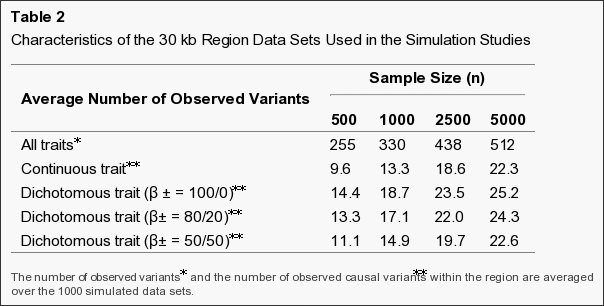 Table 2
Characteristics of the 30 kb Region Data Sets Used in the Simulation Studies
Average Number of Observed Variants Sample Size (n)
500 1000 2500 5000
All traits* 255 330 438 512
Continuous trait** 9.6 13.3 18.6 22.3
Dichotomous trait (β ± = 100/0)** 14.4 18.7 23.5 25.2
Dichotomous trait (β± = 80/20)** 13.3 17.1 22.0 24.3
Dichotomous trait (β± = 50/50)** 11.1 14.9 19.7 22.6
The number of observed variants* and the number of observed causal variants** within the region are averaged
over the 1000 simulated data sets.